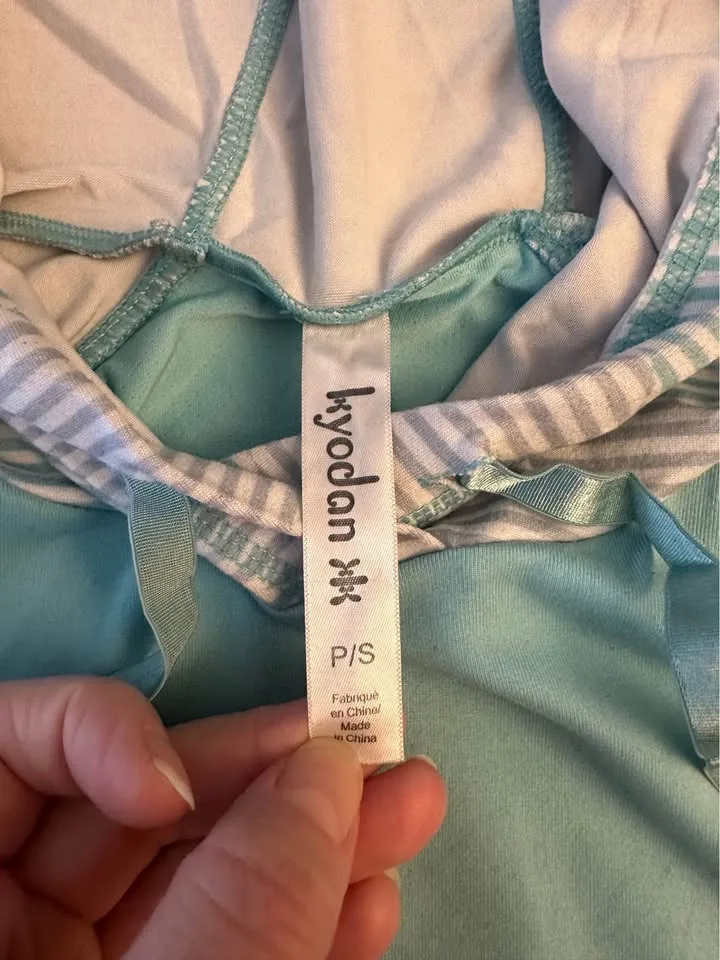 kyodan
P/S
Fabriqué
en Chine/
Made
in China